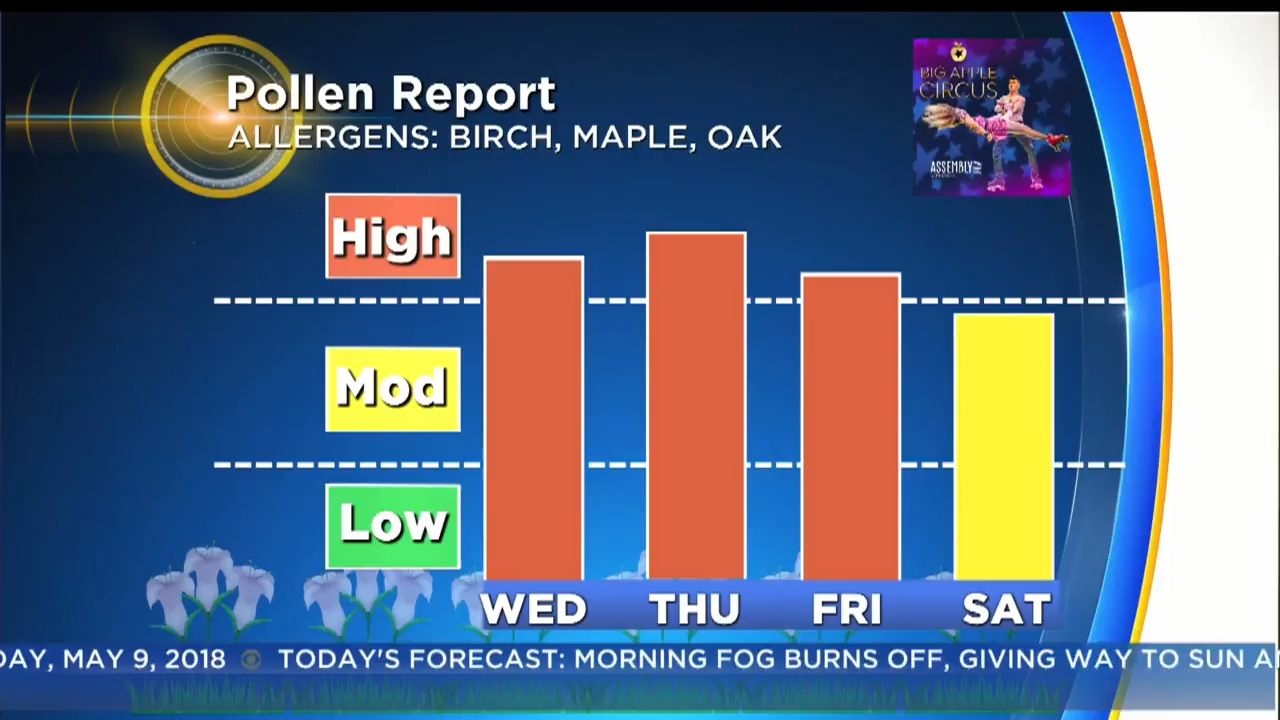 Pollen Report
ALLERGENS: BIRCH, MAPLE, OAK
BIG APPLE
CIRCUS
ASSEMBLY
High
Mod
Low
WED THU FRI SAT
DAY, MAY 9, 2018 TODAY'S FORECAST: MORNING FOG BURNS OFF, GIVING WAY TO SUN A